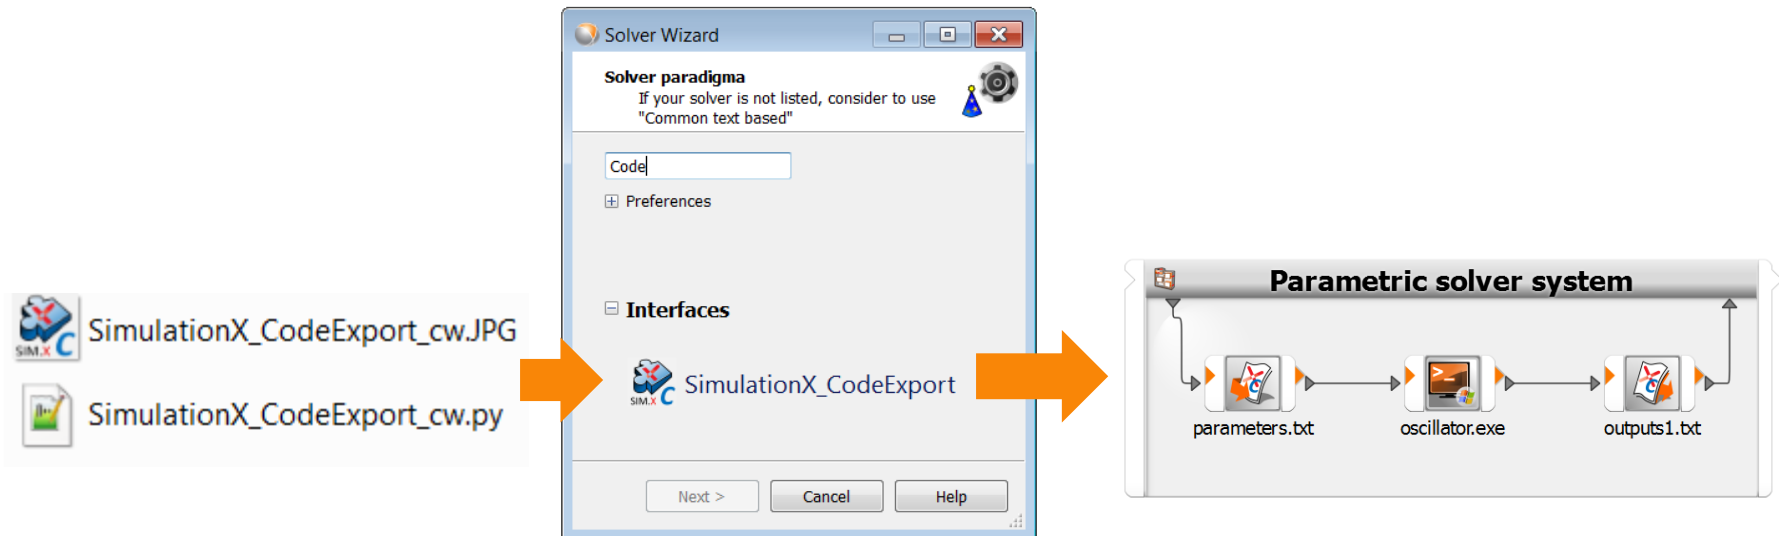 SIM.X C
SimulationX_CodeExport_cw.JPG
SimulationX_CodeExport_cw.py
Solver Wizard
Solver paradigma
If your solver is not listed, consider to use
"Common text based"
Code
Preferences
Interfaces
SIM.X C
SimulationX_CodeExport
Next >
Cancel
Help
Parametric solver system
parameters.txt
oscillator.exe
outputs1.txt